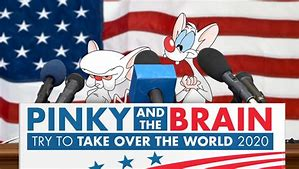 PINKY AND THE BRAIN
TRY TO TAKE OVER THE WORLD 2020